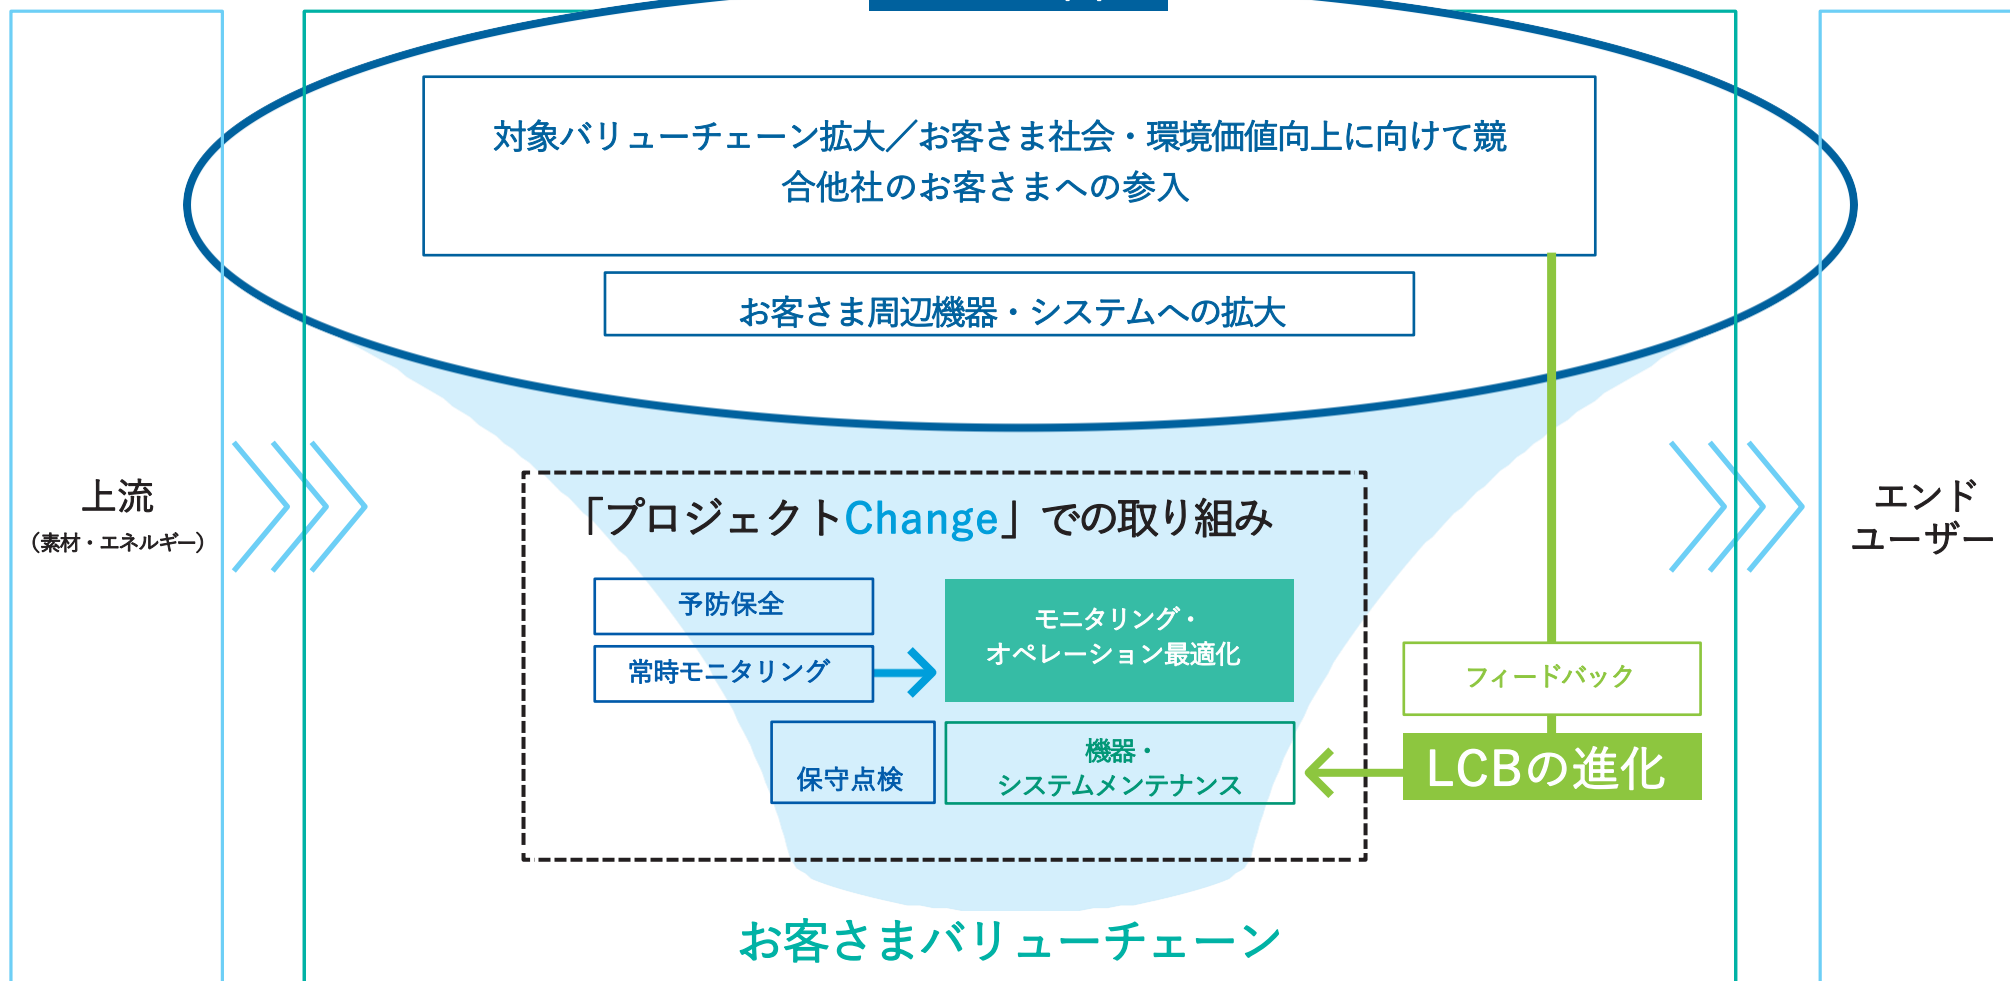 対象バリューチェーン拡大／お客さま社会・環境価値向上に向けて競
合他社のお客さまへの参入
お客さま周辺機器・システムへの拡大
上流
（素材・エネルギー）
「プロジェクトChange」での取り組み
予防保全
常時モニタリング
モニタリング・
オペレーション最適化
保守点検
機器・
システムメンテナンス
フィードバック
LCBの進化
エンド
ユーザー
お客さまバリューチェーン